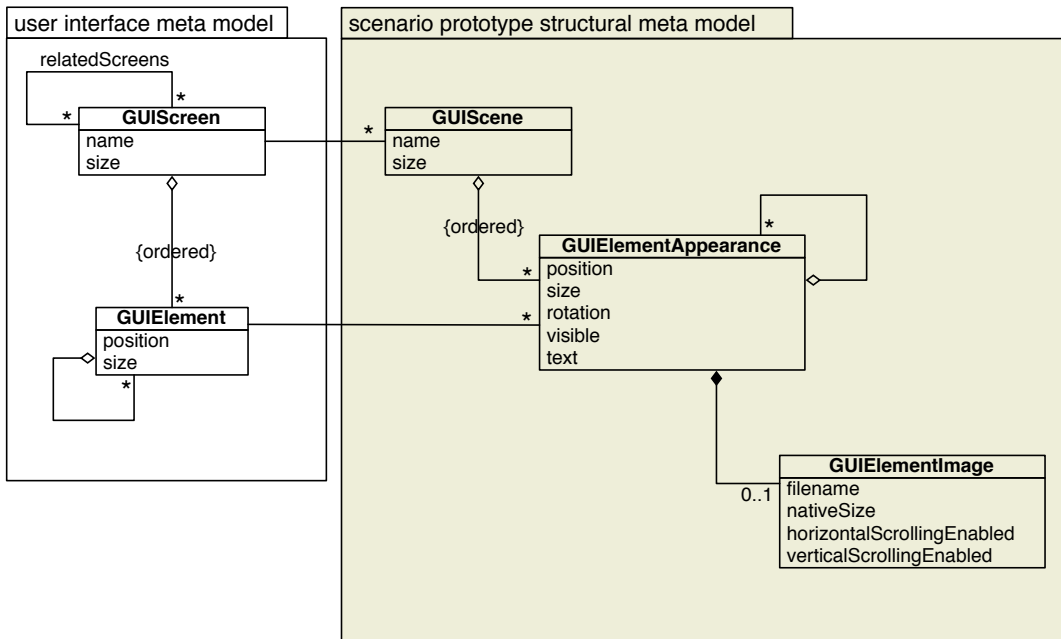 user interface meta model
relatedScreens
*
*
GUIScreen
name
size
{ordered}
*
GUIElement
position
size
*
scenario prototype structural meta model
*
GUIScene
name
size
{ordered}
*
*
*
GUIElementAppearance
position
size
rotation
visible
text
0..1
GUIElementImage
filename
nativeSize
horizontalScrollingEnabled
verticalScrollingEnabled